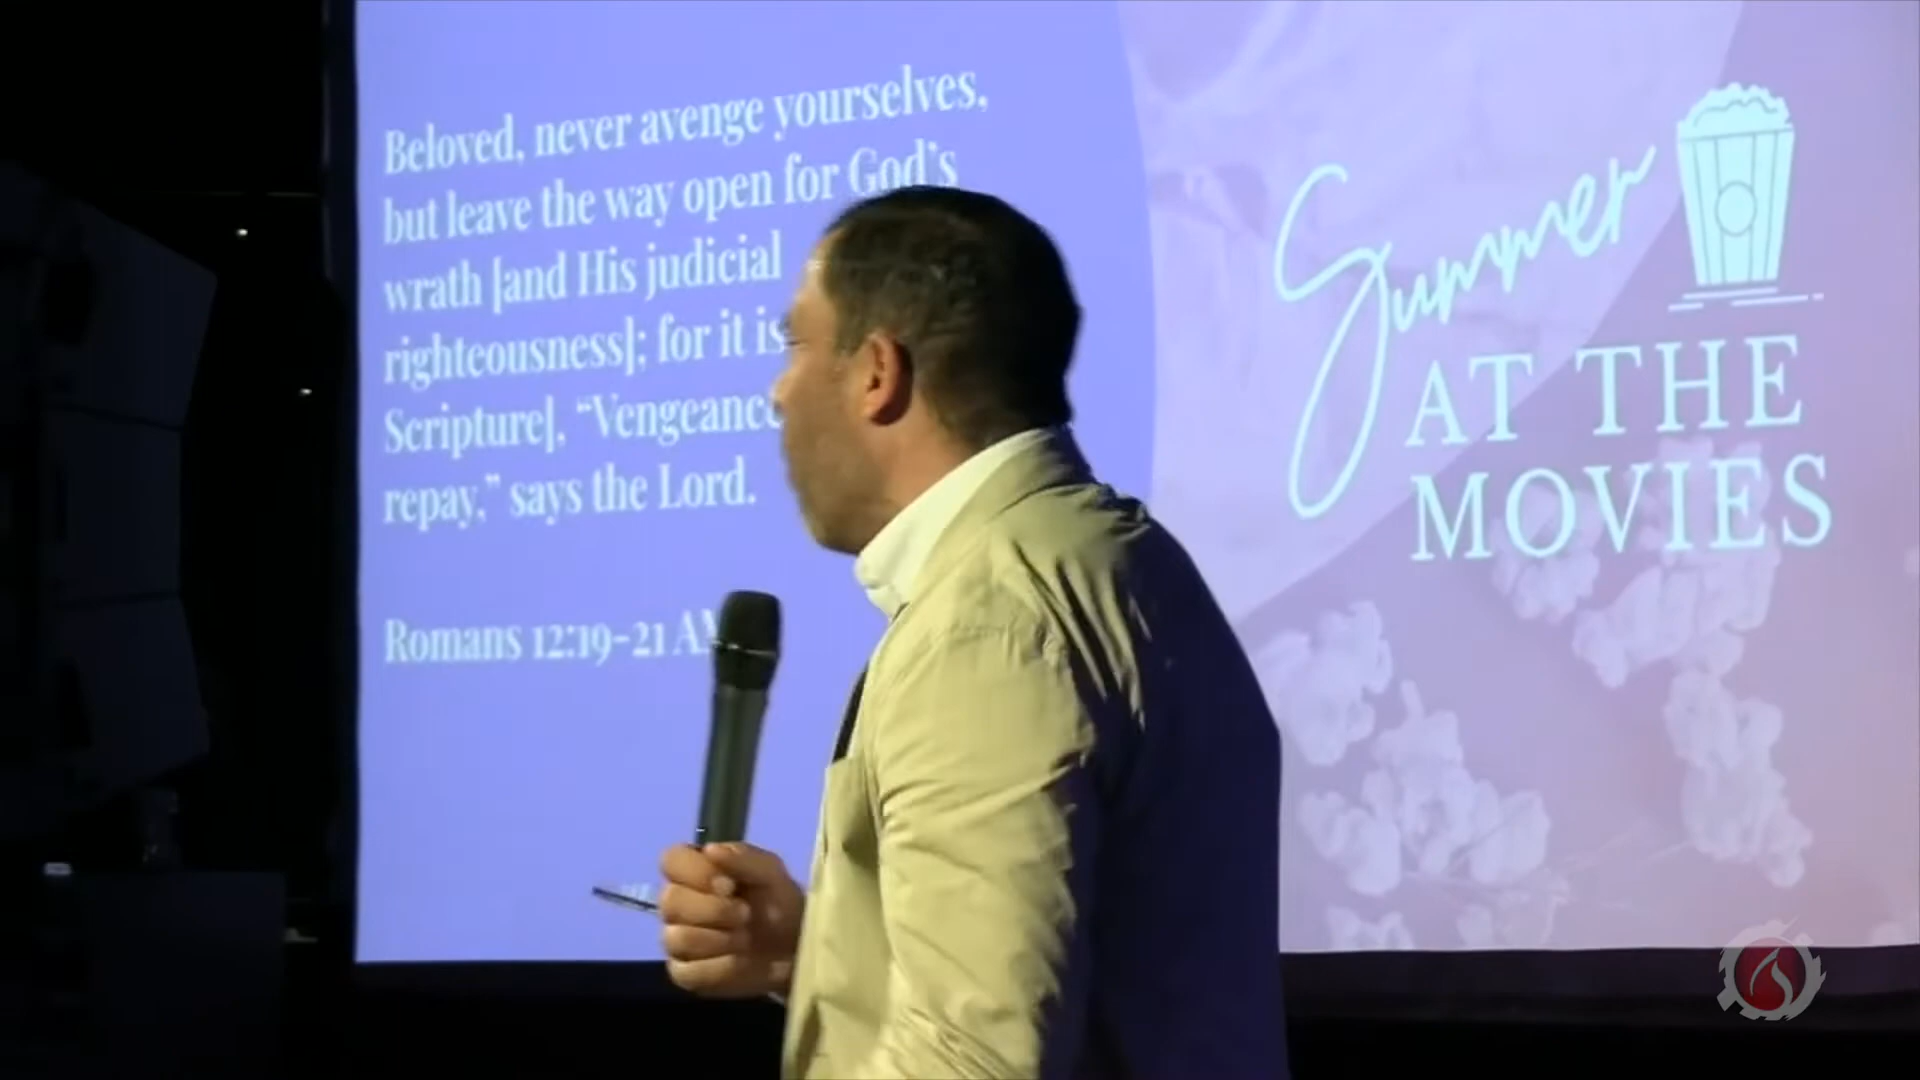 Beloved, never avenge yourselves,
but leave the way open for God's
wrath [and His judicial
righteousness]; for it is
Scripture], “Vengeance
repay,” says the Lord.
Romans 12:19-21
Summer
AT THE
MOVIES